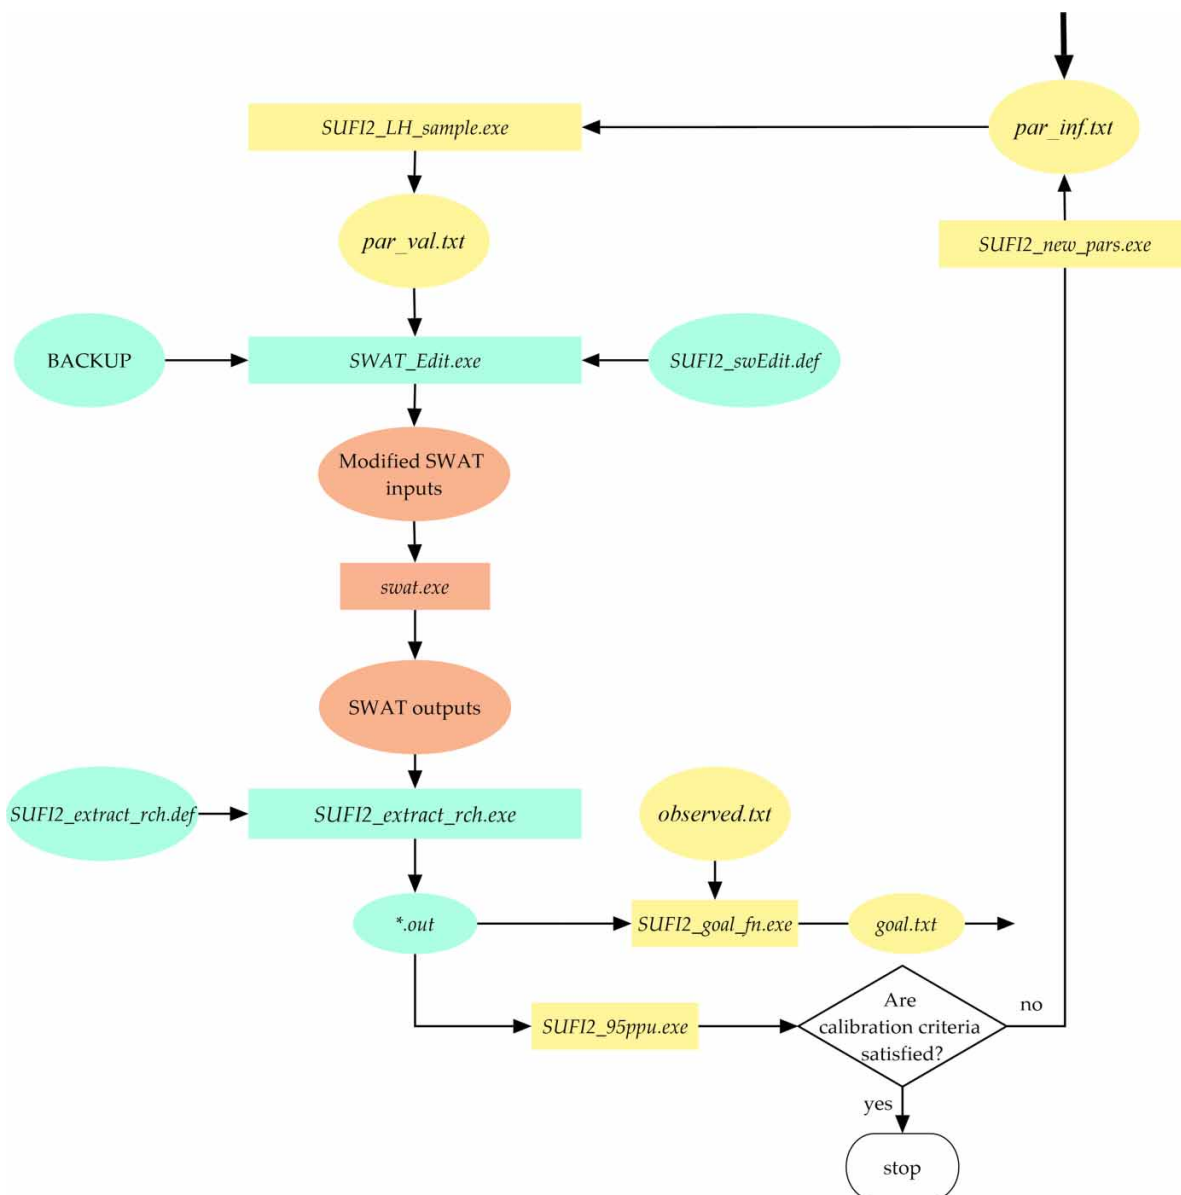 SUFI2_LH_sample.exe
par_inf.txt
par_val.txt
SUFI2_new_pars.exe
BACKUP
SWAT_Edit.exe
SUFI2_swEdit.def
Modified SWAT
inputs
swat.exe
SWAT outputs
SUFI2_extract_rch.def
SUFI2_extract_rch.exe
observed.txt
*.out
SUFI2_goal_fn.exe
goal.txt
SUFI2_95ppu.exe
Are
calibration criteria
satisfied?
no
yes
stop